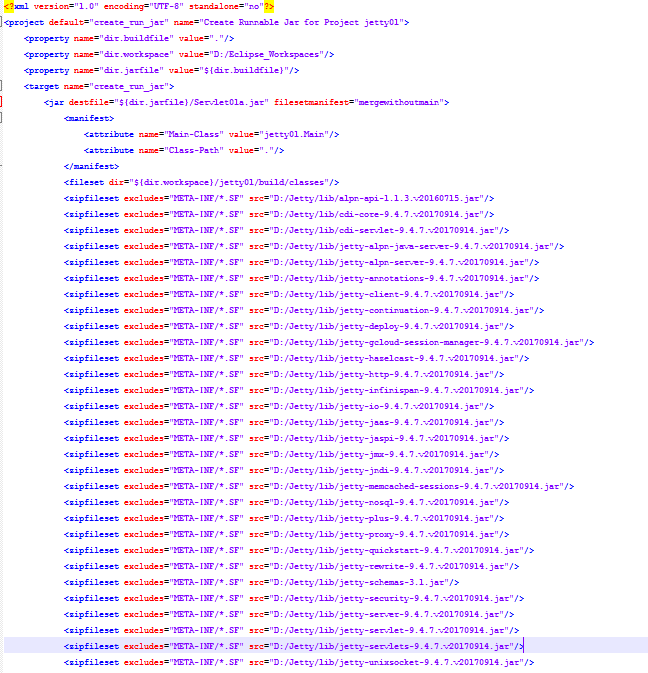 <?xml version="1.0" encoding="UTF-8" standalone="no"?>
<project default="create_run_jar" name="Create Runnable Jar for Project jetty01">
<property name="dir.buildfile" value="."/>
<property name="dir.workspace" value="D:/Eclipse_Workspaces"/>
<property name="dir.jarfile" value="${dir.buildfile}"/>
<target name="create_run_jar">
<jar destfile="${dir.jarfile}/Servlet01a.jar" filesetmanifest="mergewithoutmain">
<manifest>
<attribute name="Main-Class" value="jetty01.Main"/>
<attribute name="Class-Path" value="."/>
</manifest>
<fileset dir="${dir.workspace}/jetty01/build/classes"/>
<zipfileset excludes="META-INF/*.SF" src="D:/Jetty/lib/alpn-api-1.1.3.v20160715.jar"/>
<zipfileset excludes="META-INF/*.SF" src="D:/Jetty/lib/cdi-core-9.4.7.v20170914.jar"/>
<zipfileset excludes="META-INF/*.SF" src="D:/Jetty/lib/cdi-servlet-9.4.7.v20170914.jar"/>
<zipfileset excludes="META-INF/*.SF" src="D:/Jetty/lib/jetty-alpn-java-server-9.4.7.v20170914.jar"/>
<zipfileset excludes="META-INF/*.SF" src="D:/Jetty/lib/jetty-alpn-server-9.4.7.v20170914.jar"/>
<zipfileset excludes="META-INF/*.SF" src="D:/Jetty/lib/jetty-annotations-9.4.7.v20170914.jar"/>
<zipfileset excludes="META-INF/*.SF" src="D:/Jetty/lib/jetty-client-9.4.7.v20170914.jar"/>
<zipfileset excludes="META-INF/*.SF" src="D:/Jetty/lib/jetty-continuation-9.4.7.v20170914.jar"/>
<zipfileset excludes="META-INF/*.SF" src="D:/Jetty/lib/jetty-deploy-9.4.7.v20170914.jar"/>
<zipfileset excludes="META-INF/*.SF" src="D:/Jetty/lib/jetty-gcloud-session-manager-9.4.7.v20170914.jar"/>
<zipfileset excludes="META-INF/*.SF" src="D:/Jetty/lib/jetty-hazelcast-9.4.7.v20170914.jar"/>
<zipfileset excludes="META-INF/*.SF" src="D:/Jetty/lib/jetty-http-9.4.7.v20170914.jar"/>
<zipfileset excludes="META-INF/*.SF" src="D:/Jetty/lib/jetty-infinispan-9.4.7.v20170914.jar"/>
<zipfileset excludes="META-INF/*.SF" src="D:/Jetty/lib/jetty-io-9.4.7.v20170914.jar"/>
<zipfileset excludes="META-INF/*.SF" src="D:/Jetty/lib/jetty-jaas-9.4.7.v20170914.jar"/>
<zipfileset excludes="META-INF/*.SF" src="D:/Jetty/lib/jetty-jaspi-9.4.7.v20170914.jar"/>
<zipfileset excludes="META-INF/*.SF" src="D:/Jetty/lib/jetty-jmx-9.4.7.v20170914.jar"/>
<zipfileset excludes="META-INF/*.SF" src="D:/Jetty/lib/jetty-jndi-9.4.7.v20170914.jar"/>
<zipfileset excludes="META-INF/*.SF" src="D:/Jetty/lib/jetty-memcached-sessions-9.4.7.v20170914.jar"/>
<zipfileset excludes="META-INF/*.SF" src="D:/Jetty/lib/jetty-nosql-9.4.7.v20170914.jar"/>
<zipfileset excludes="META-INF/*.SF" src="D:/Jetty/lib/jetty-plus-9.4.7.v20170914.jar"/>
<zipfileset excludes="META-INF/*.SF" src="D:/Jetty/lib/jetty-proxy-9.4.7.v20170914.jar"/>
<zipfileset excludes="META-INF/*.SF" src="D:/Jetty/lib/jetty-quickstart-9.4.7.v20170914.jar"/>
<zipfileset excludes="META-INF/*.SF" src="D:/Jetty/lib/jetty-rewrite-9.4.7.v20170914.jar"/>
<zipfileset excludes="META-INF/*.SF" src="D:/Jetty/lib/jetty-schemas-3.1.jar"/>
<zipfileset excludes="META-INF/*.SF" src="D:/Jetty/lib/jetty-security-9.4.7.v20170914.jar"/>
<zipfileset excludes="META-INF/*.SF" src="D:/Jetty/lib/jetty-server-9.4.7.v20170914.jar"/>
<zipfileset excludes="META-INF/*.SF" src="D:/Jetty/lib/jetty-servlet-9.4.7.v20170914.jar"/>
<zipfileset excludes="META-INF/*.SF" src="D:/Jetty/lib/jetty-servlets-9.4.7.v20170914.jar"/>
<zipfileset excludes="META-INF/*.SF" src="D:/Jetty/lib/jetty-unixsocket-9.4.7.v20170914.jar"/>